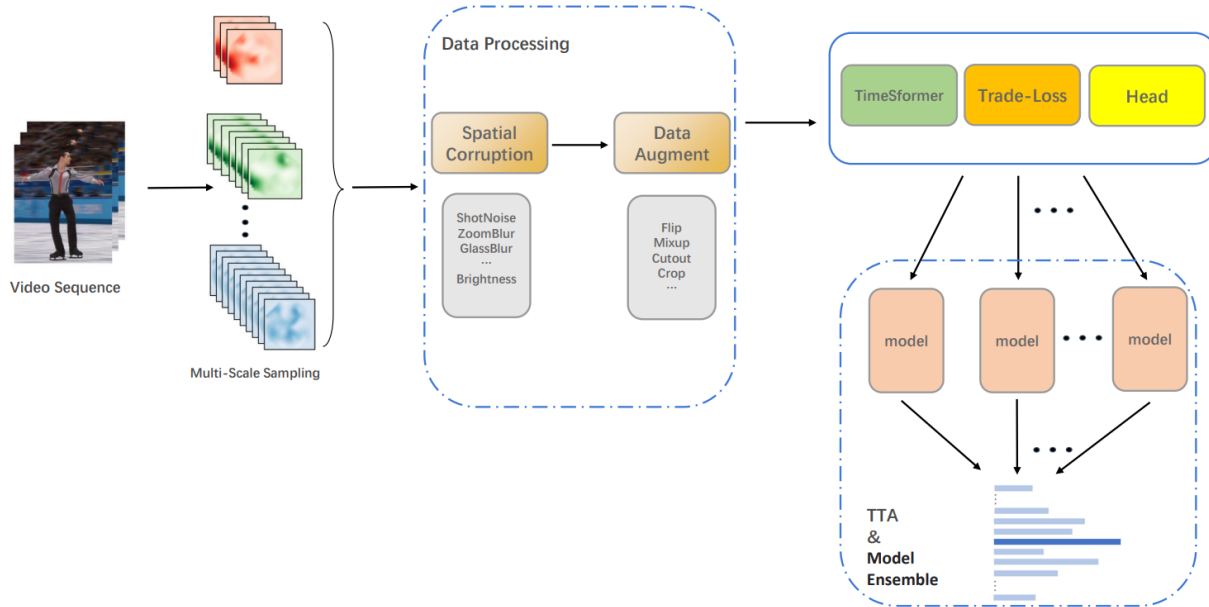 Video Sequence
Multi-Scale Sampling
Data Processing
Spatial
Corruption
Data
Augment
ShotNoise
ZoomBlur
GlassBlur
...
Brightness
Flip
Mixup
Cutout
Crop
...
TimeSformer
Trade-Loss
Head
model
model
model
TTA
&
Model
Ensemble